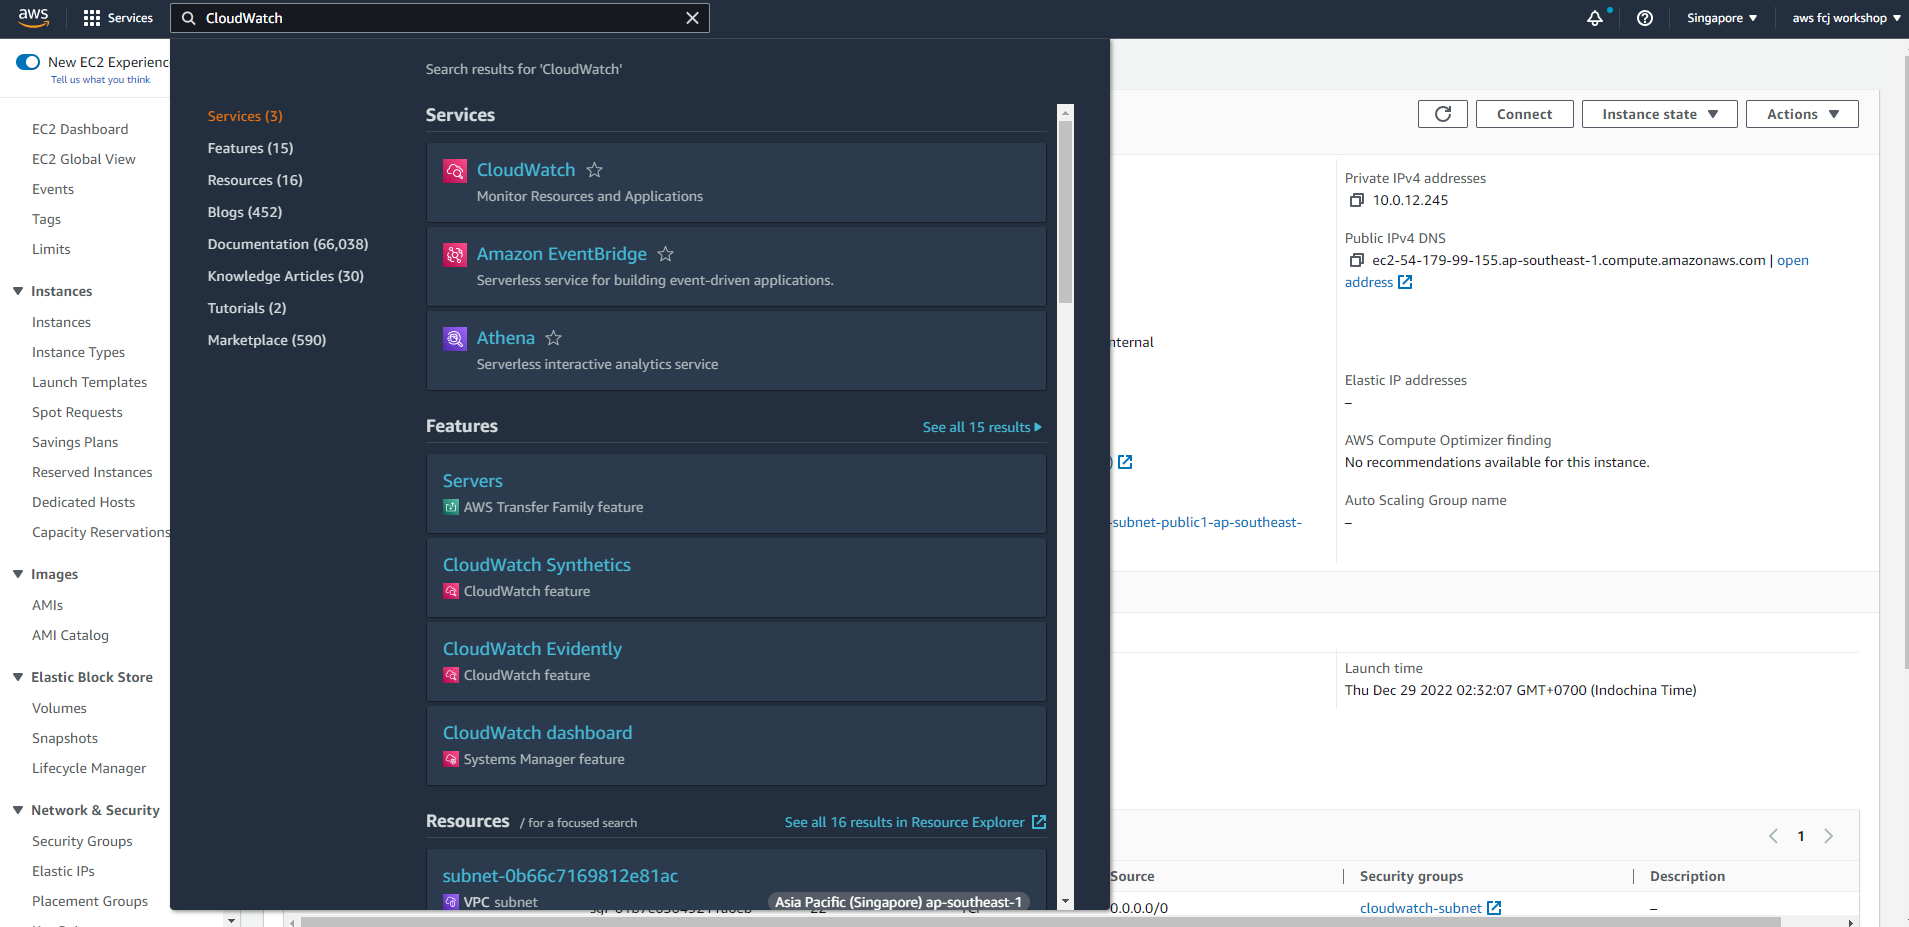 aws
Services
CloudWatch
Singapore
aws fcj workshop
New EC2 Experienc
Tell us what you think
EC2 Dashboard
EC2 Global View
Events
Tags
Limits
Instances
Instances
Instance Types
Launch Templates
Spot Requests
Savings Plans
Reserved Instances
Dedicated Hosts
Capacity Reservations
Images
AMIs
AMI Catalog
Elastic Block Store
Volumes
Snapshots
Lifecycle Manager
Network & Security
Security Groups
Elastic IPs
Placement Groups
Search results for 'CloudWatch'
Services (3)
Features (15)
Resources (16)
Blogs (452)
Documentation (66,038)
Knowledge Articles (30)
Tutorials (2)
Marketplace (590)
Services
CloudWatch
Monitor Resources and Applications
Amazon EventBridge
Serverless service for building event-driven applications.
Athena
Serverless interactive analytics service
Features
See all 15 results
Servers
AWS Transfer Family feature
CloudWatch Synthetics
CloudWatch feature
CloudWatch Evidently
CloudWatch feature
CloudWatch dashboard
Systems Manager feature
Resources / for a focused search
See all 16 results in Resource Explorer
subnet-0b66c7169812e81ac
VPC subnet
Asia Pacific (Singapore) ap-southeast-1
Connect
Instance state
Actions
Private IPv4 addresses
10.0.12.245
Public IPv4 DNS
ec2-54-179-99-155.ap-southeast-1.compute.amazonaws.com | open
address
nternal
Elastic IP addresses
–
AWS Compute Optimizer finding
No recommendations available for this instance.
Auto Scaling Group name
-subnet-public1-ap-southeast-
–
Launch time
Thu Dec 29 2022 02:32:07 GMT+0700 (Indochina Time)
1
Source
Security groups
Description
0.0.0.0/0
cloudwatch-subnet
–